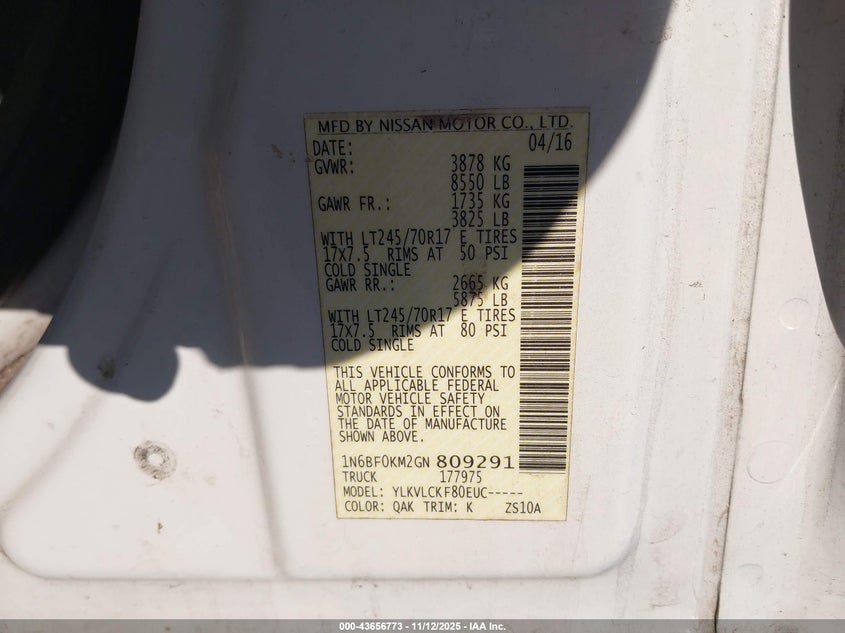 MFD BY NISSAN MOTOR CO., LTD.
DATE: 04/16
GVWR: 3878 KG
8550 LB
GAWR FR.: 1735 KG
3825 LB
WITH LT245/70R17 E TIRES
17X7.5 RIMS AT 50 PSI
COLD SINGLE
GAWR RR.: 2665 KG
5875 LB
WITH LT245/70R17 E TIRES
17X7.5 RIMS AT 80 PSI
COLD SINGLE
THIS VEHICLE CONFORMS TO
ALL APPLICABLE FEDERAL
MOTOR VEHICLE SAFETY
STANDARDS IN EFFECT ON
THE DATE OF MANUFACTURE
SHOWN ABOVE.
1N6BF0KM2GN 809291
TRUCK 177975
MODEL: YLKVLCKF80EUC-----
COLOR: QAK TRIM: K ZS10A
000-43656773 - 11/12/2025 - IAA Inc.